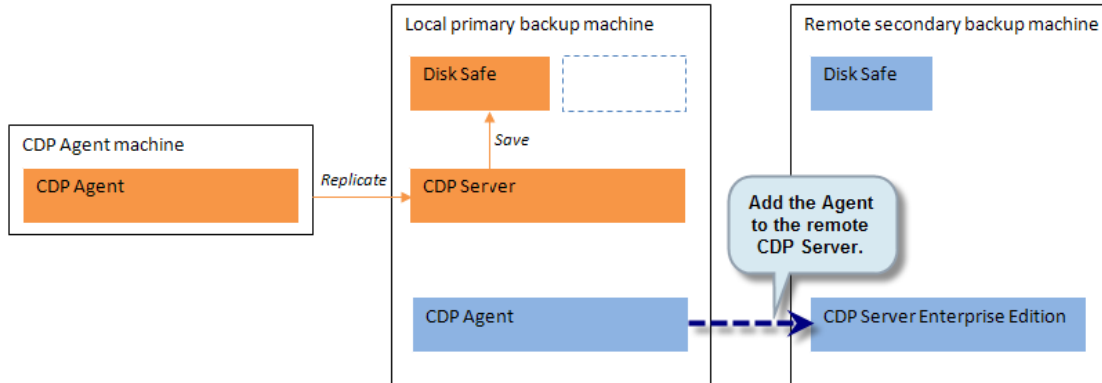 Local primary backup machine
Remote secondary backup machine
Disk Safe
Disk Safe
Save
CDP Agent machine
CDP Agent
Replicate
CDP Server
Add the Agent
to the remote
CDP Server.
CDP Agent
CDP Server Enterprise Edition